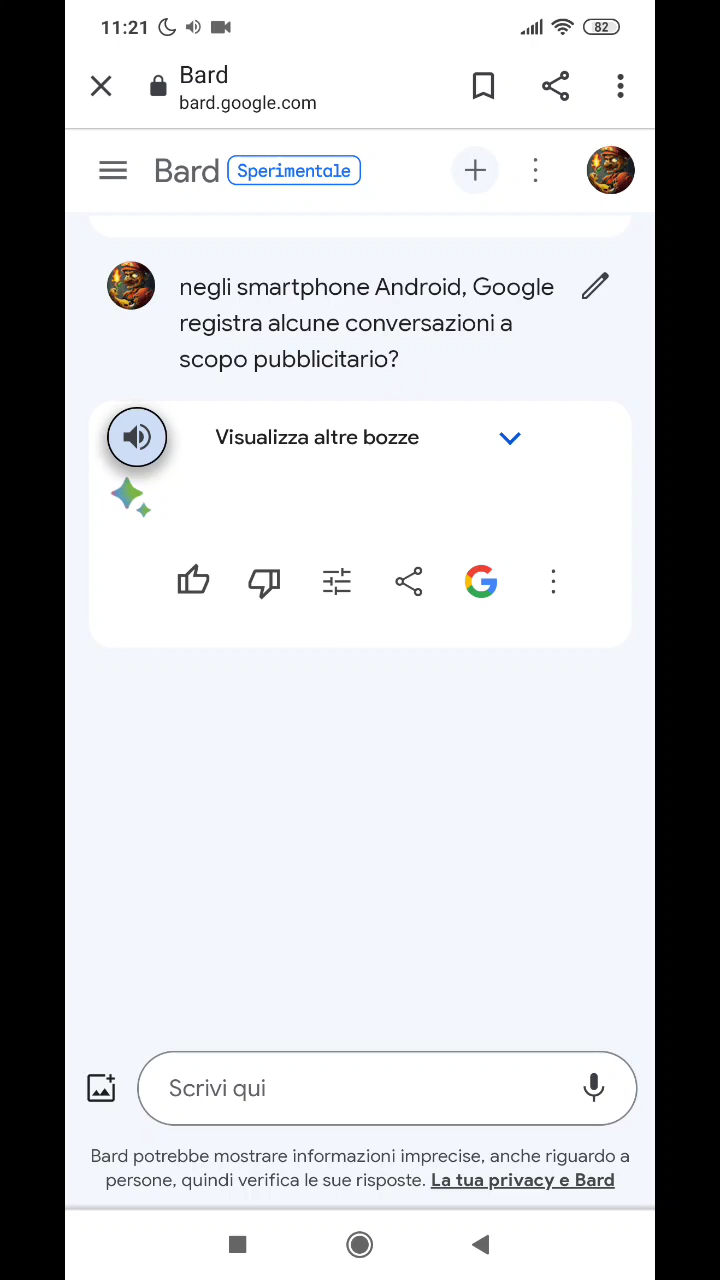 11:21
82
Bard
bard.google.com
Bard Sperimentale
negli smartphone Android, Google
registra alcune conversazioni a
scopo pubblicitario?
Visualizza altre bozze
Scrivi qui
Bard potrebbe mostrare informazioni imprecise, anche riguardo a
persone, quindi verifica le sue risposte. La tua privacy e Bard